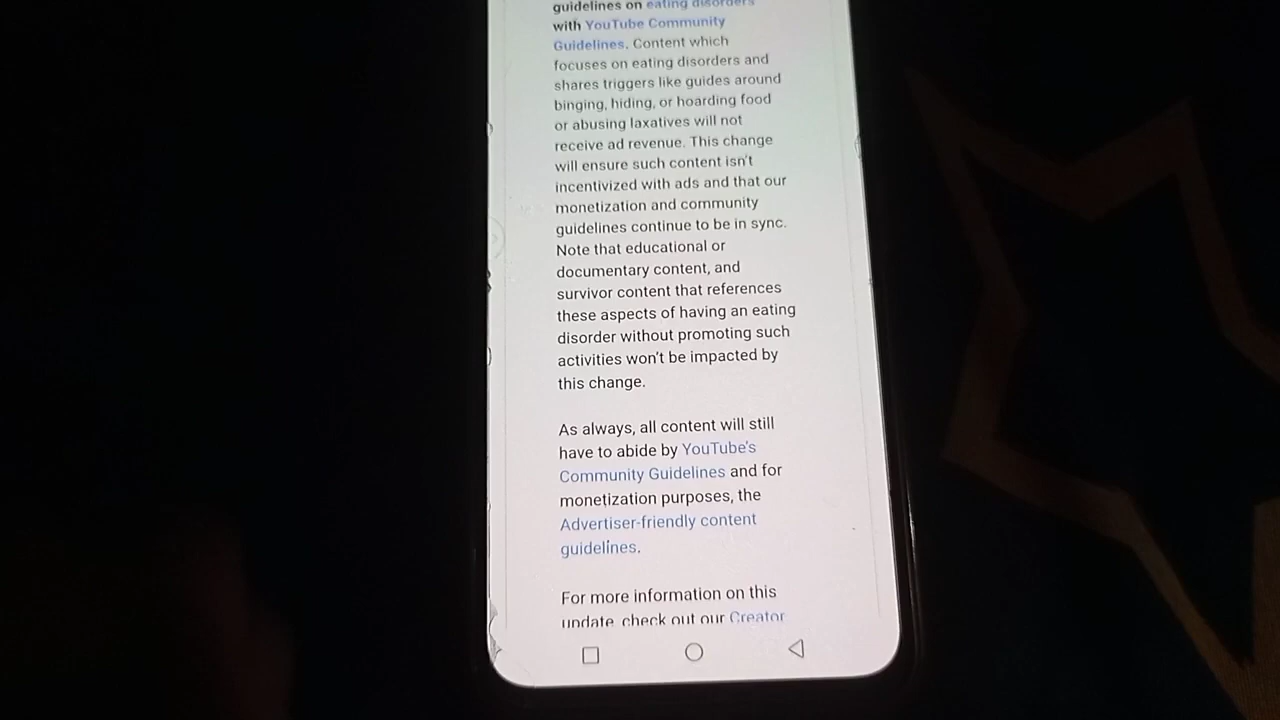 guidelines on eating disorders
with YouTube Community
Guidelines. Content which
focuses on eating disorders and
shares triggers like guides around
binging, hiding, or hoarding food
or abusing laxatives will not
receive ad revenue. This change
will ensure such content isn't
incentivized with ads and that our
monetization and community
guidelines continue to be in sync.
Note that educational or
documentary content, and
survivor content that references
these aspects of having an eating
disorder without promoting such
activities won't be impacted by
this change.
As always, all content will still
have to abide by YouTube's
Community Guidelines and for
monetization purposes, the
Advertiser-friendly content
guidelines.
For more information on this
update, check out our Creator